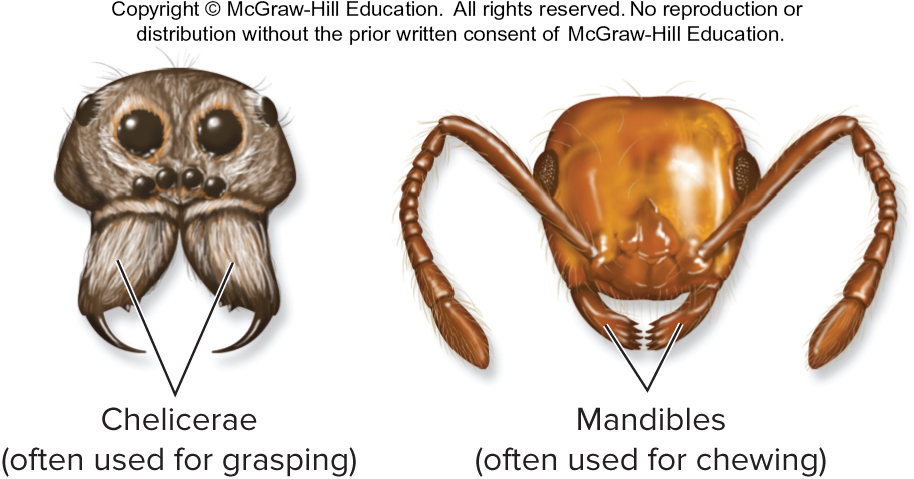 Copyright © McGraw-Hill Education. All rights reserved. No reproduction or
distribution without the prior written consent of McGraw-Hill Education.
Chelicerae
(often used for grasping)
Mandibles
(often used for chewing)